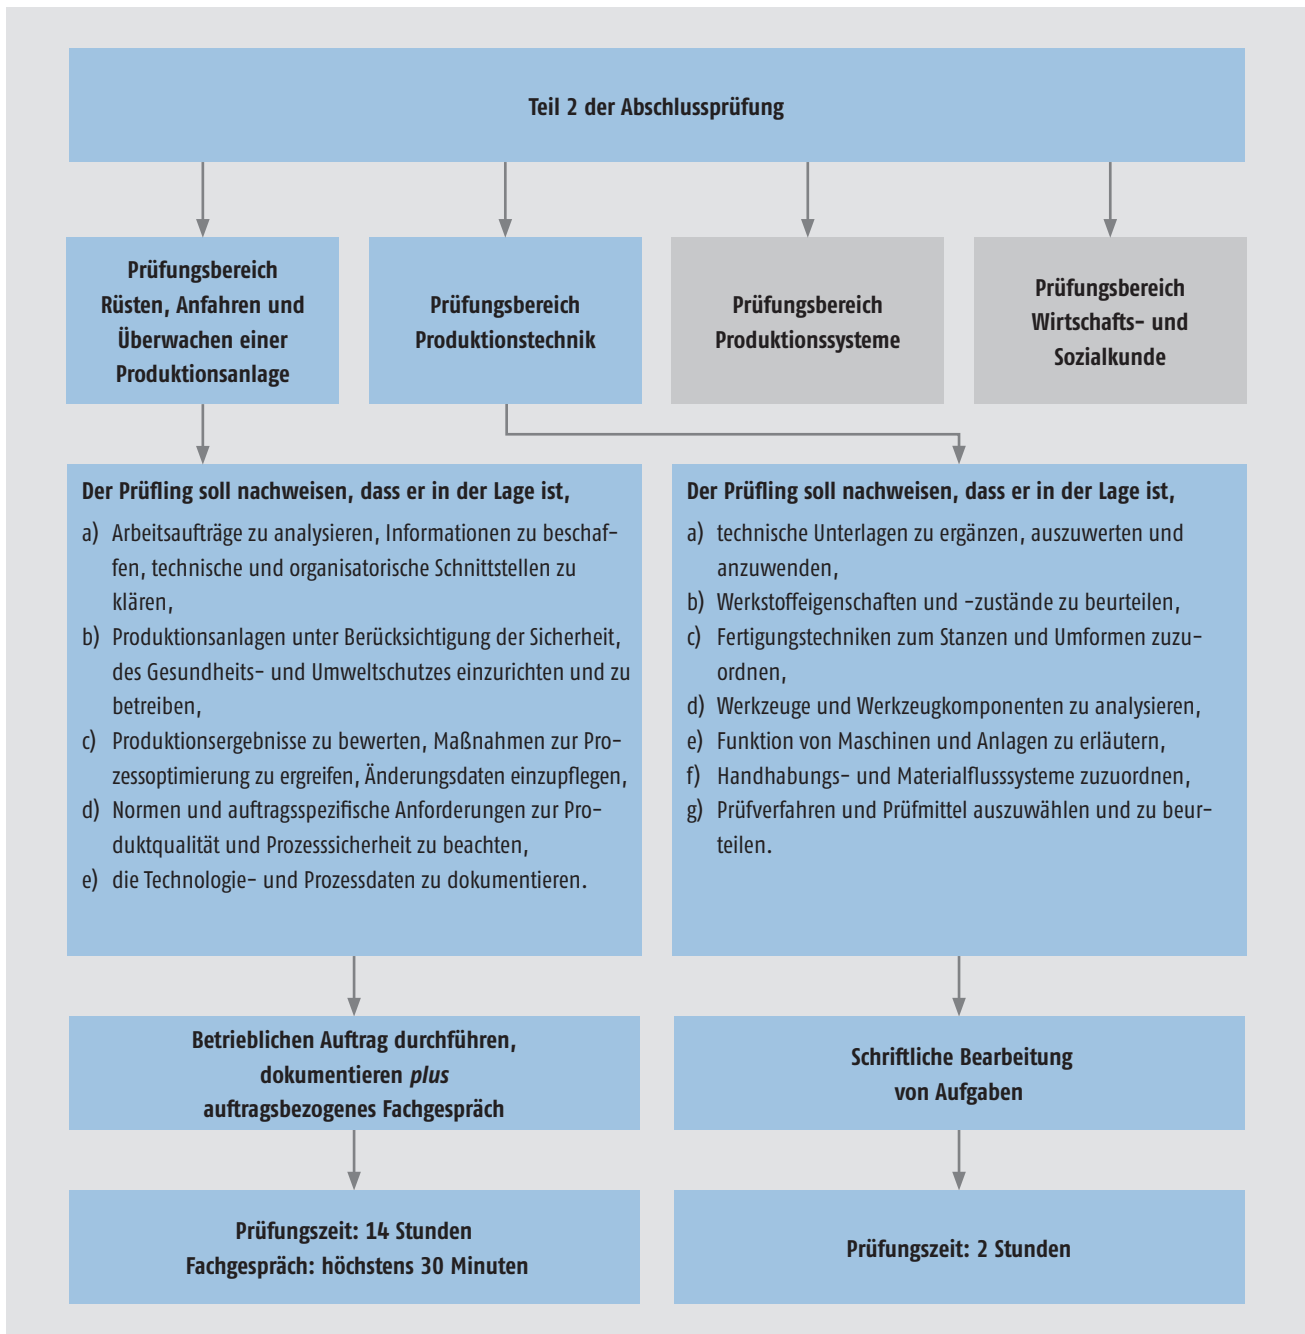 Teil 2 der Abschlussprüfung
Prüfungsbereich
Rüsten, Anfahren und
Überwachen einer
Produktionsanlage
Prüfungsbereich
Produktionstechnik
Prüfungsbereich
Produktionssysteme
Prüfungsbereich
Wirtschafts- und
Sozialkunde
Der Prüfling soll nachweisen, dass er in der Lage ist,
a) Arbeitsaufträge zu analysieren, Informationen zu beschaf-
fen, technische und organisatorische Schnittstellen zu
klären,
b) Produktionsanlagen unter Berücksichtigung der Sicherheit,
des Gesundheits- und Umweltschutzes einzurichten und zu
betreiben,
c) Produktionsergebnisse zu bewerten, Maßnahmen zur Pro-
zessoptimierung zu ergreifen, Änderungsdaten einzupflegen,
d) Normen und auftragsspezifische Anforderungen zur Pro-
duktqualität und Prozesssicherheit zu beachten,
e) die Technologie- und Prozessdaten zu dokumentieren.
Der Prüfling soll nachweisen, dass er in der Lage ist,
a) technische Unterlagen zu ergänzen, auszuwerten und
anzuwenden,
b) Werkstoffeigenschaften und -zustände zu beurteilen,
c) Fertigungstechniken zum Stanzen und Umformen zuzu-
ordnen,
d) Werkzeuge und Werkzeugkomponenten zu analysieren,
e) Funktion von Maschinen und Anlagen zu erläutern,
f) Handhabungs- und Materialflusssysteme zuzuordnen,
g) Prüfverfahren und Prüfmittel auszuwählen und zu beur-
teilen.
Betrieblichen Auftrag durchführen,
dokumentieren plus
auftragsbezogenes Fachgespräch
Schriftliche Bearbeitung
von Aufgaben
Prüfungszeit: 14 Stunden
Fachgespräch: höchstens 30 Minuten
Prüfungszeit: 2 Stunden